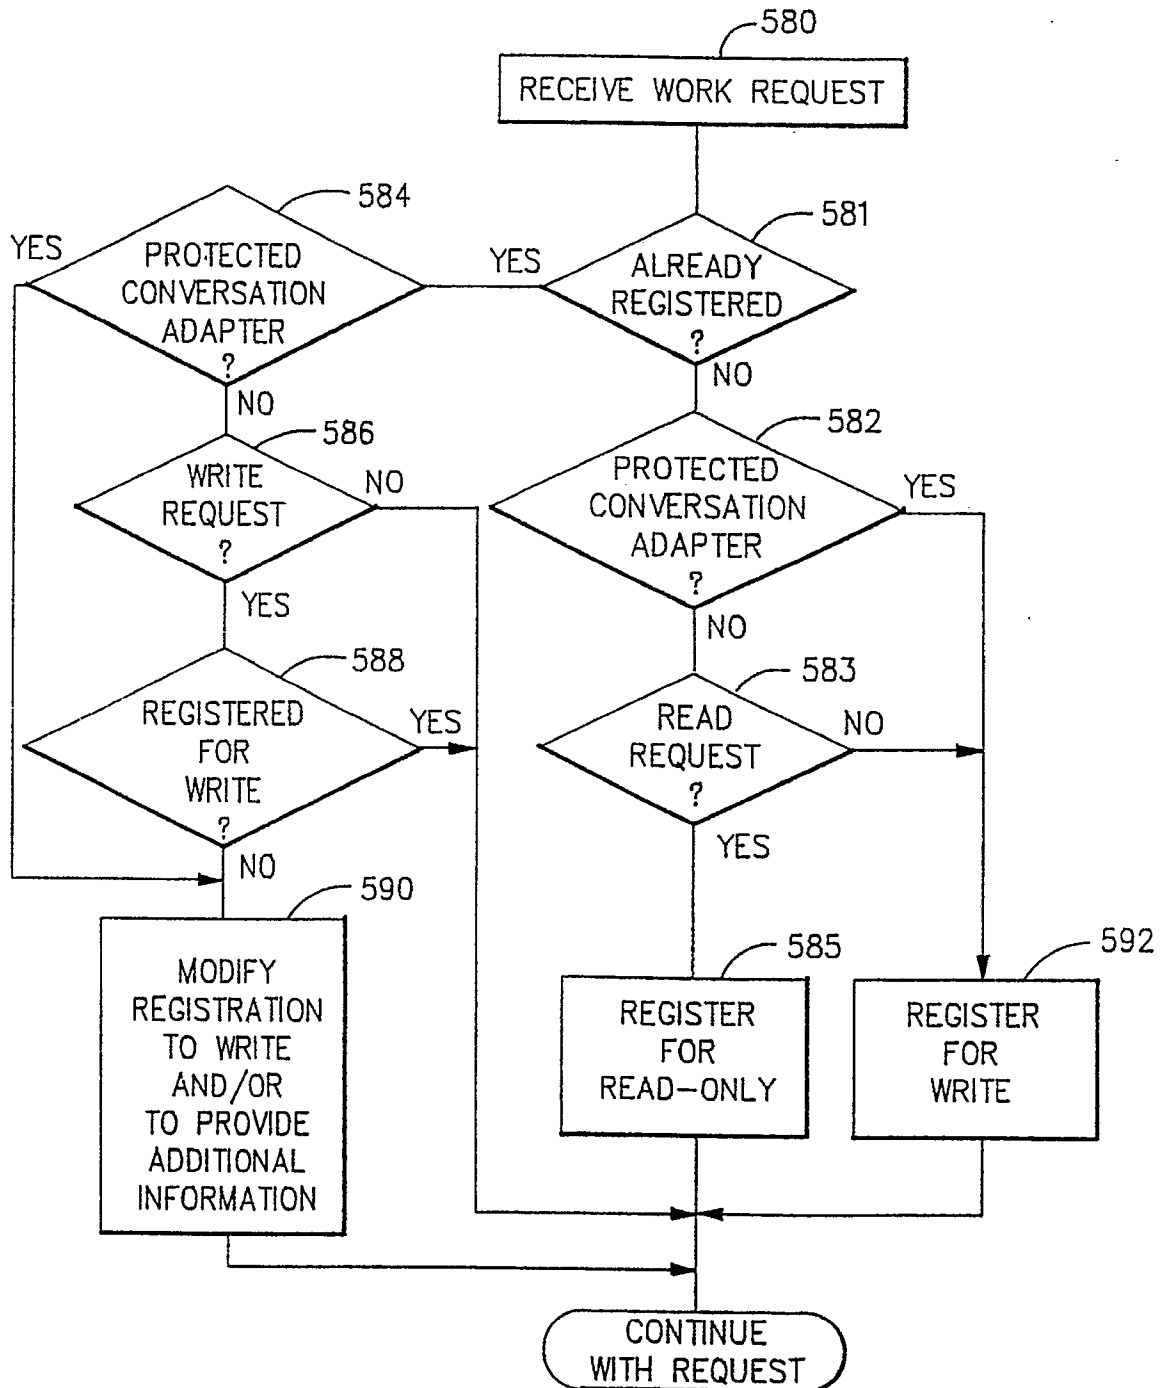 580
RECEIVE WORK REQUEST
584
YES
PROTECTED
CONVERSATION
ADAPTER
?
NO
581
YES
ALREADY
REGISTERED
?
NO
586
WRITE
REQUEST
?
NO
YES
582
PROTECTED
CONVERSATION
ADAPTER
?
YES
NO
588
REGISTERED
FOR
WRITE
?
YES
NO
583
READ
REQUEST
?
NO
YES
590
MODIFY
REGISTRATION
TO WRITE
AND/OR
TO PROVIDE
ADDITIONAL
INFORMATION
585
REGISTER
FOR
READ-ONLY
592
REGISTER
FOR
WRITE
CONTINUE
WITH REQUEST